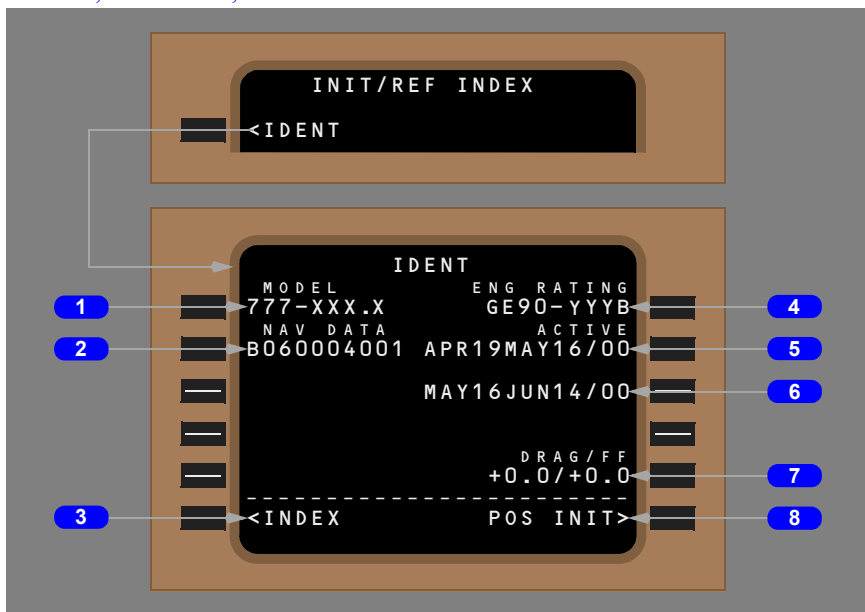 INIT/REF INDEX
<IDENT
IDENT
MODEL ENG RATING
1 777-XXX.X GE90-YYYB 4
NAV DATA ACTIVE
2 B060004001 APR19MAY16/00 5
MAY16JUN14/00 6
DRAG/FF
+0.0/+0.0 7
------------------------
3 <INDEX POS INIT> 8